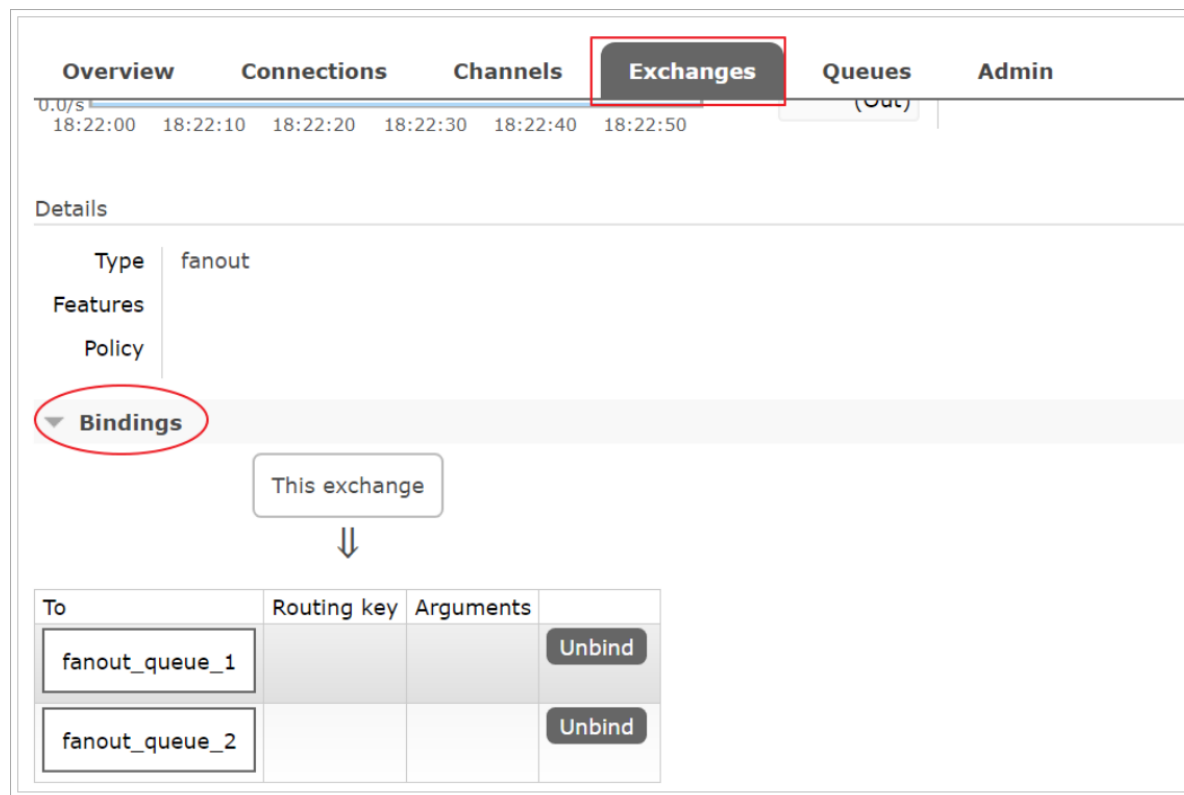 Overview Connections Channels Exchanges Queues Admin
0.0/s (Out)
18:22:00 18:22:10 18:22:20 18:22:30 18:22:40 18:22:50
Details
Type fanout
Features
Policy
Bindings
This exchange
⇓
To Routing key Arguments
fanout_queue_1 Unbind
fanout_queue_2 Unbind